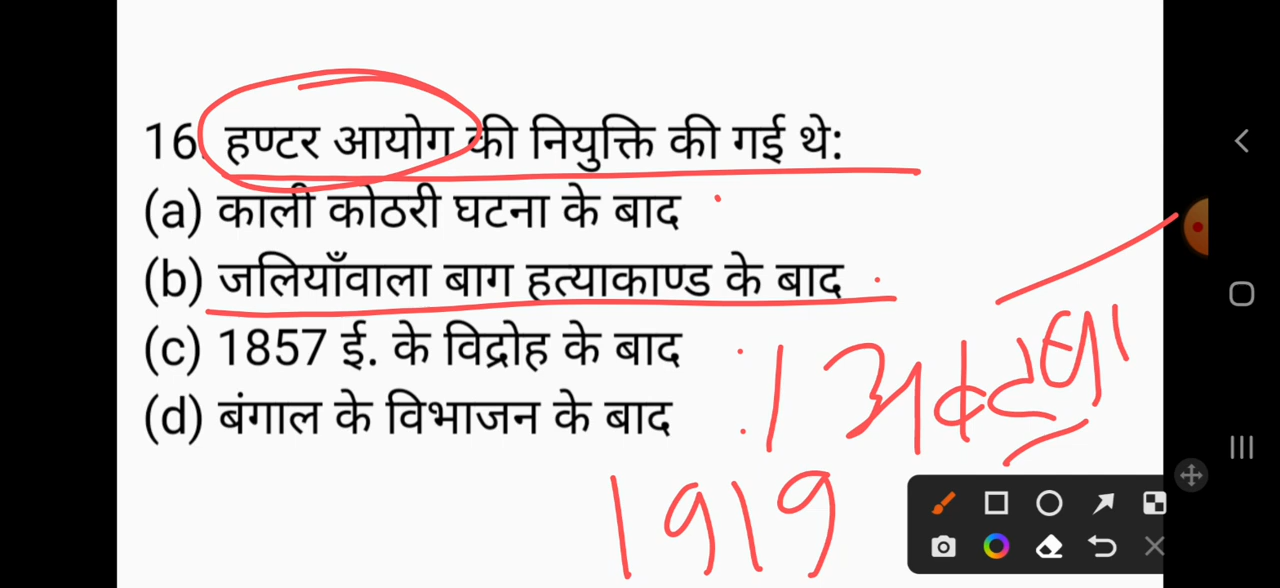 16. हण्टर आयोग की नियुक्ति की गई थे:
(a) काली कोठरी घटना के बाद
(b) जलियाँवाला बाग हत्याकाण्ड के बाद
(c) 1857 ई. के विद्रोह के बाद
(d) बंगाल के विभाजन के बाद
1 अक्टूबर
1919